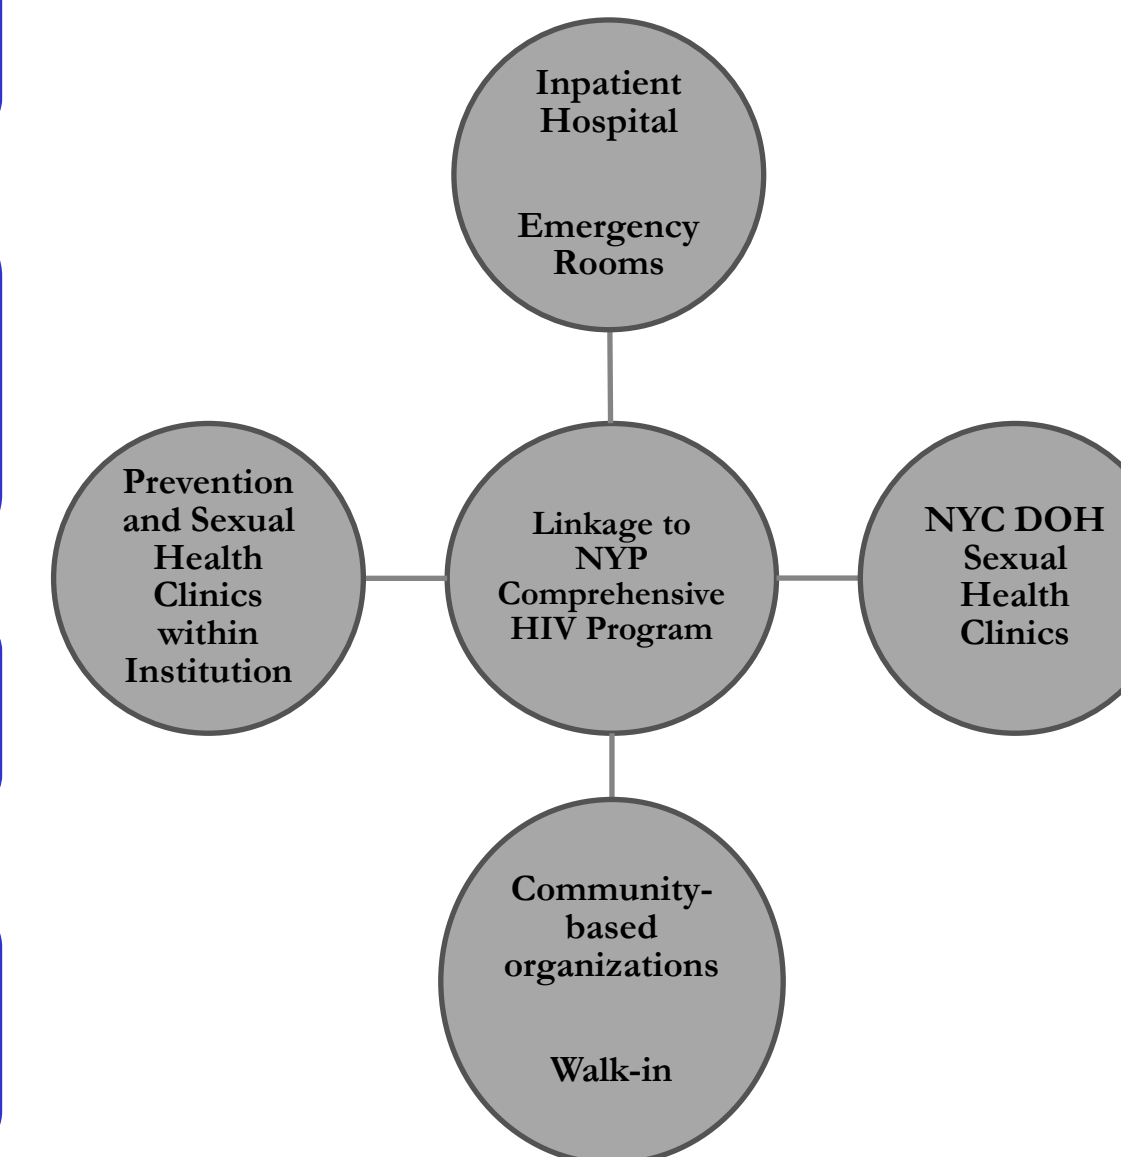 Inpatient
Hospital
Emergency
Rooms
Prevention
and Sexual
Health
Clinics
within
Institution
Linkage to
NYP
Comprehensive
HIV Program
NYC DOH
Sexual
Health
Clinics
Community-
based
organizations
Walk-in